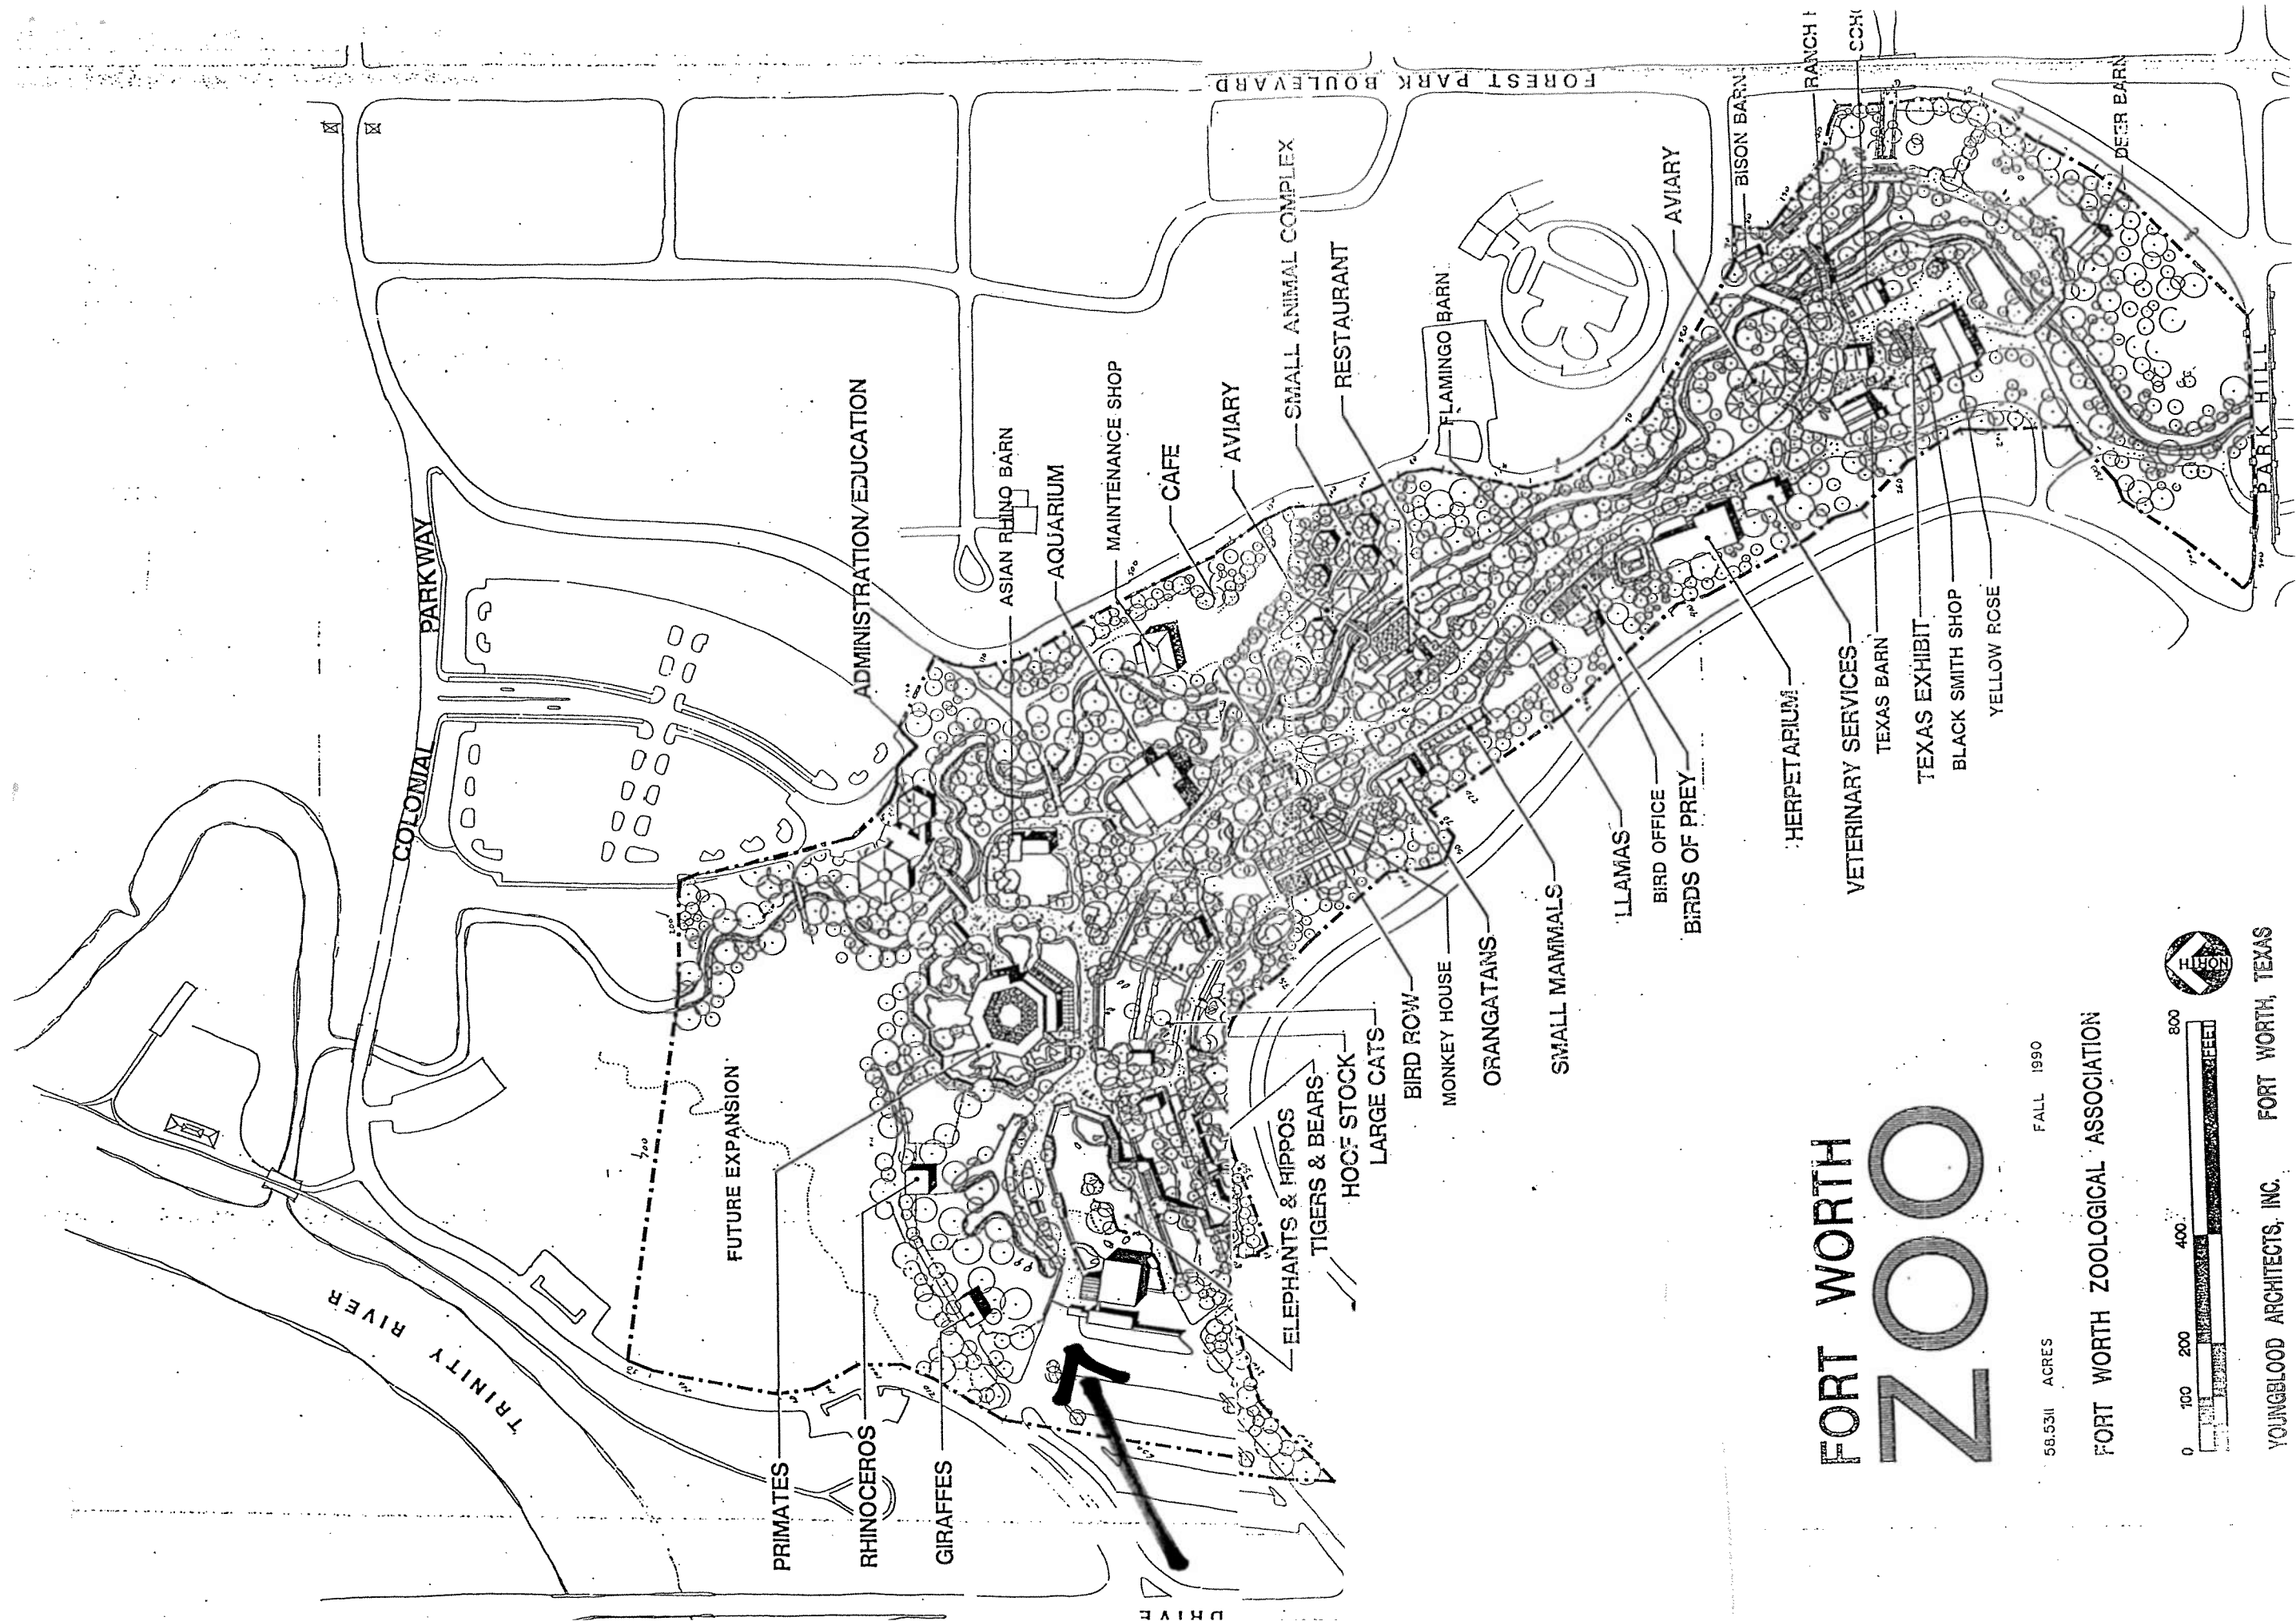 FOREST PARK BOULEVARD
COLONIAL PARKWAY
TRINITY RIVER
FUTURE EXPANSION
ADMINISTRATION/EDUCATION
ASIAN RHINO BARN
AQUARIUM
MAINTENANCE SHOP
CAFE
AVIARY
SMALL ANIMAL COMPLEX
RESTAURANT
FLAMINGO BARN
AVIARY
BISON BARN
RANCH
DEER BARN
PARK HILL
PRIMATES
RHINOCEROS
GIRAFFES
ELEPHANTS & HIPPOS
TIGERS & BEARS
HOOF STOCK
LARGE CATS
BIRD ROW
MONKEY HOUSE
ORANGATANS
SMALL MAMMALS
LLAMAS
BIRD OFFICE
BIRDS OF PREY
HERPETARIUM
VETERINARY SERVICES
TEXAS BARN
TEXAS EXHIBIT
BLACK SMITH SHOP
YELLOW ROSE
DRIVE
FORT WORTH
ZOO
58.5311 ACRES FALL 1990
FORT WORTH ZOOLOGICAL ASSOCIATION
0 100 200 400 800
FEET
NORTH
YOUNGBLOOD ARCHITECTS, INC. FORT WORTH, TEXAS